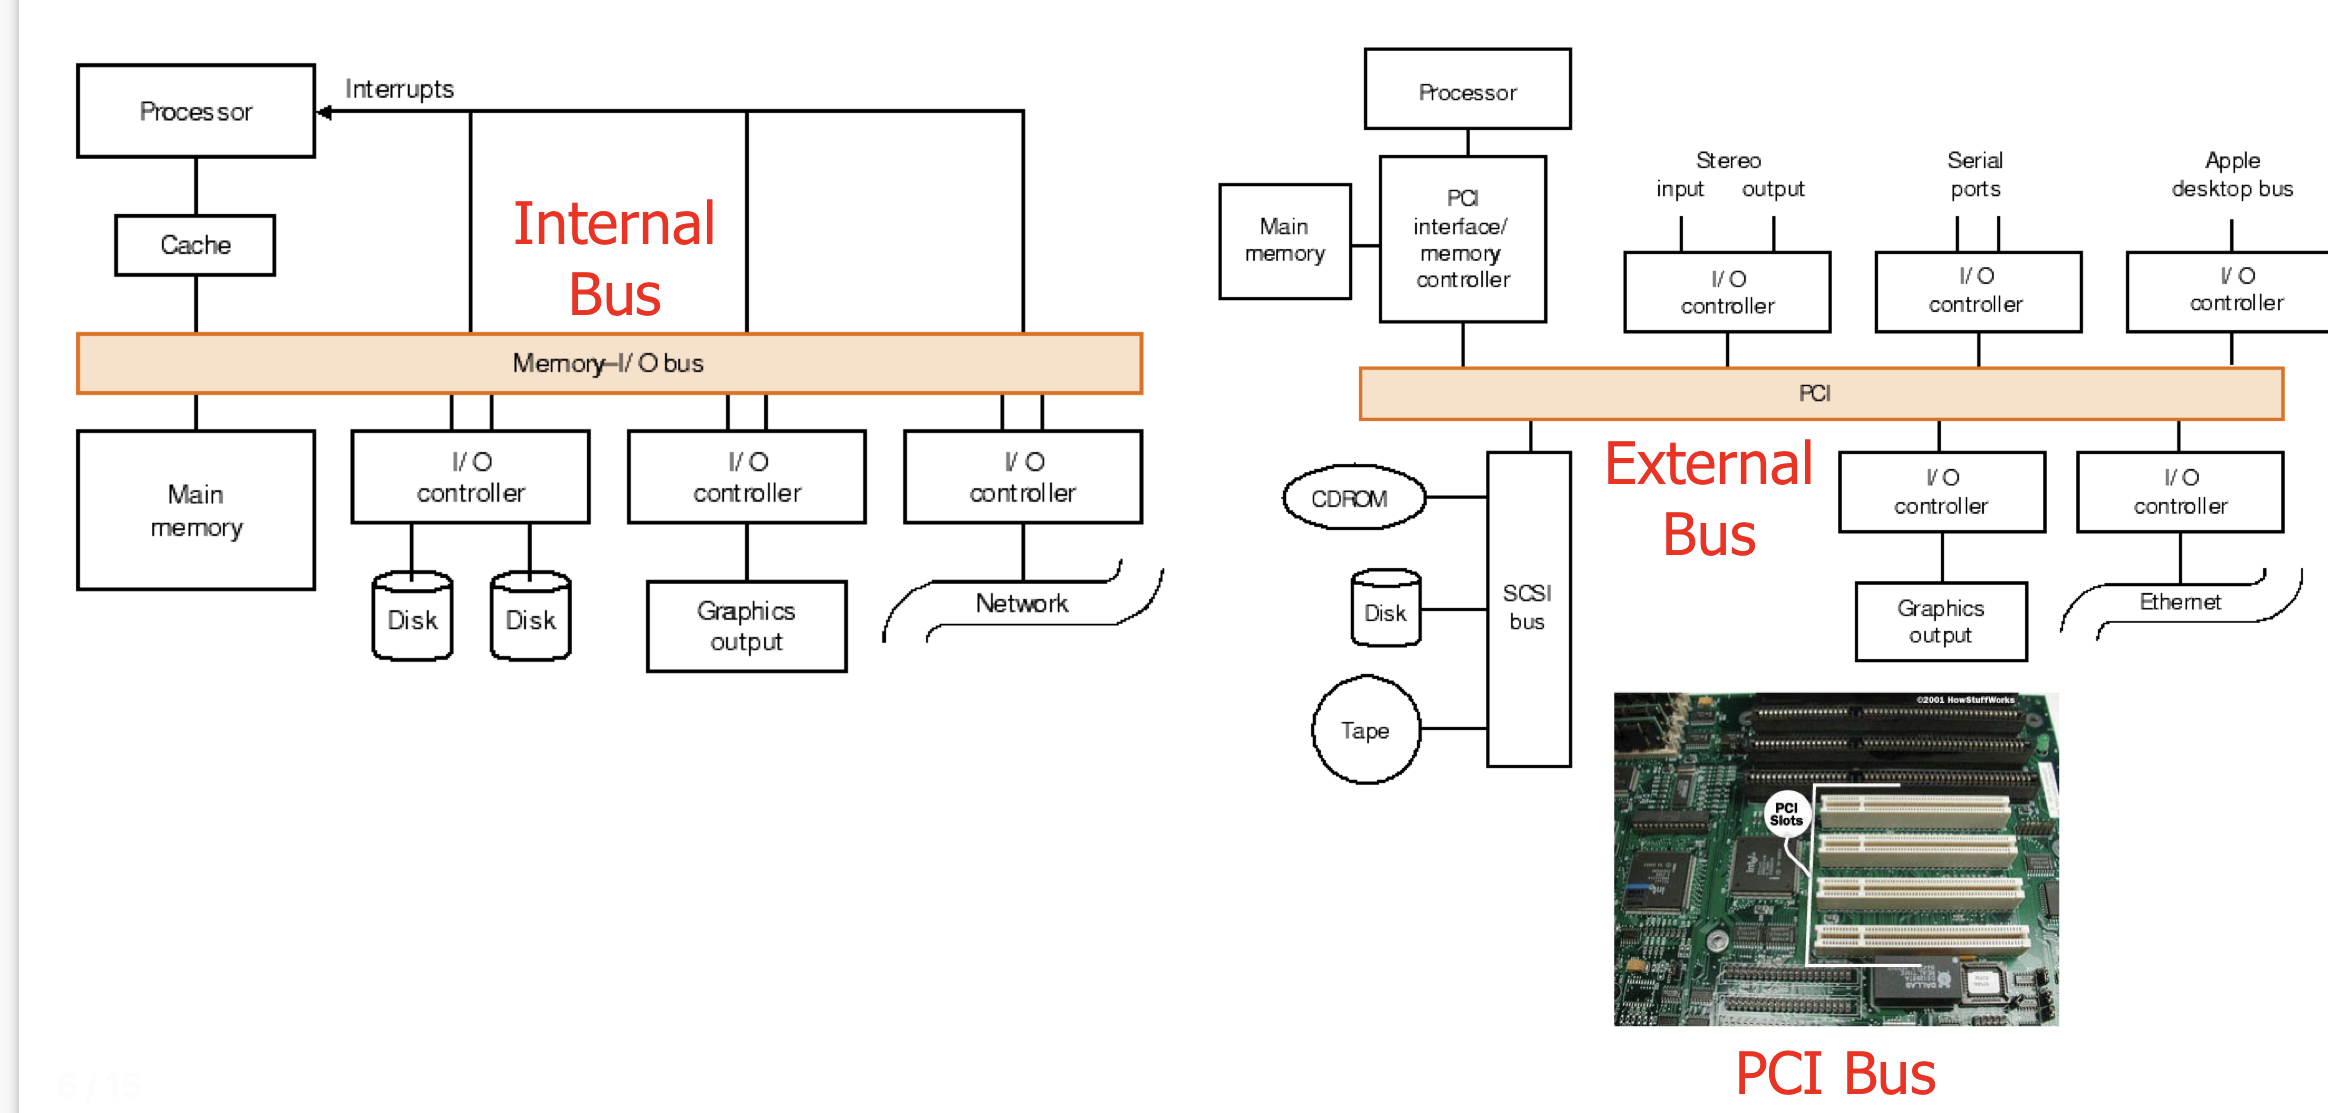 Processor
Interrupts
Cache
Internal
Bus
Memory–I/O bus
Main
memory
I/O
controller
I/O
controller
I/O
controller
Disk
Disk
Graphics
output
Network
Processor
Main
memory
PCI
interface/
memory
controller
Stereo
input output
Serial
ports
Apple
desktop bus
I/O
controller
I/O
controller
I/O
controller
PCI
External
Bus
CDROM
Disk
Tape
SCSI
bus
I/O
controller
I/O
controller
Graphics
output
Ethernet
©2001 HowStuffWorks
PCI
Slots
PCI Bus
6 / 15